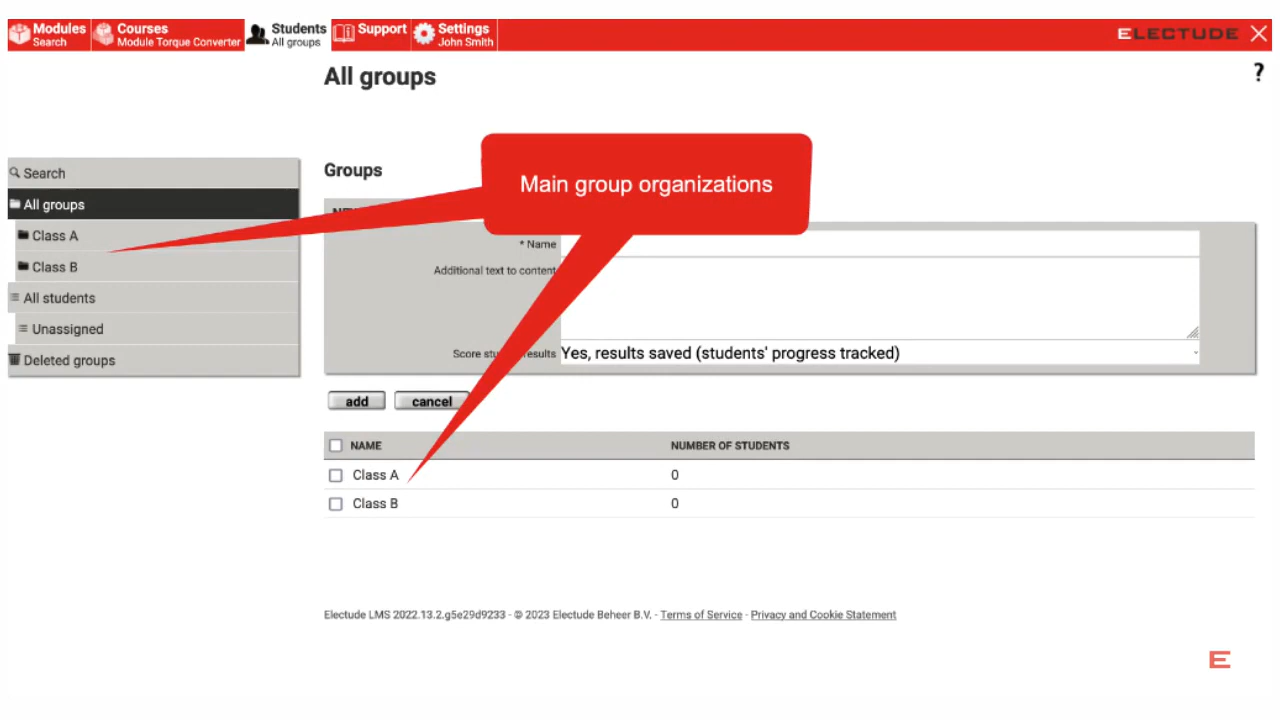 Modules
Search
Courses
Module Torque Converter
Students
All groups
Support
Settings
John Smith
ELECTUDE
All groups
?
Search
All groups
Class A
Class B
All students
Unassigned
Deleted groups
Groups
Main group organizations
* Name
Additional text to content
Score results
Yes, results saved (students' progress tracked)
add
cancel
NAME NUMBER OF STUDENTS
Class A 0
Class B 0
Electude LMS 2022.13.2.g5e29d9233 - © 2023 Electude Beheer B.V. - Terms of Service - Privacy and Cookie Statement
E